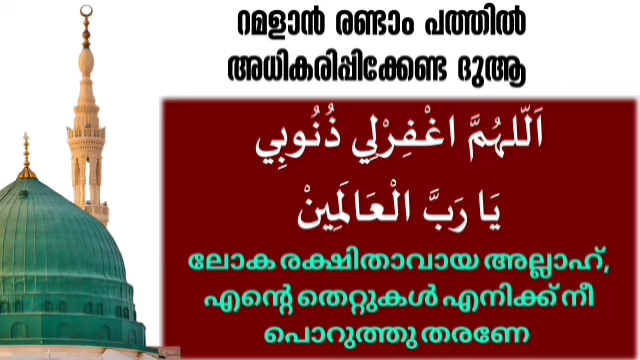 റമളാൻ രണ്ടാം പത്തിൽ
അധികരിപ്പിക്കേണ്ട ദുആ
اَللّهُمَّ اغْفِرْلِي ذُنُوبِي
يَا رَبَّ الْعَالَمِينْ
ലോക രക്ഷിതാവായ അല്ലാഹ്,
എന്റെ തെറ്റുകൾ എനിക്ക് നീ
പൊറുത്തു തരണേ